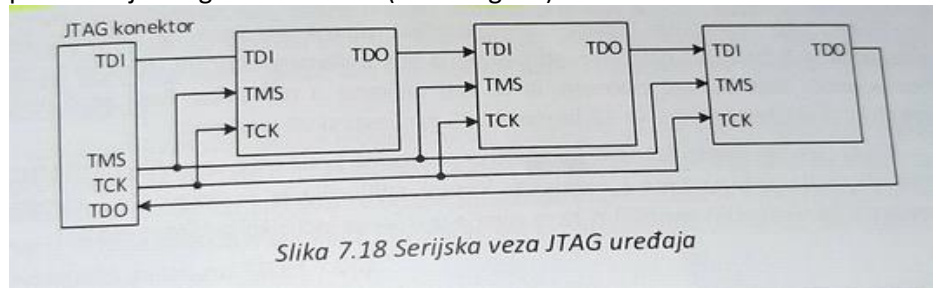 JTAG konektor
TDI
TMS
TCK
TDO
TDI TDO
TMS
TCK
TDI TDO
TMS
TCK
TDI TDO
TMS
TCK
Slika 7.18 Serijska veza JTAG uređaja